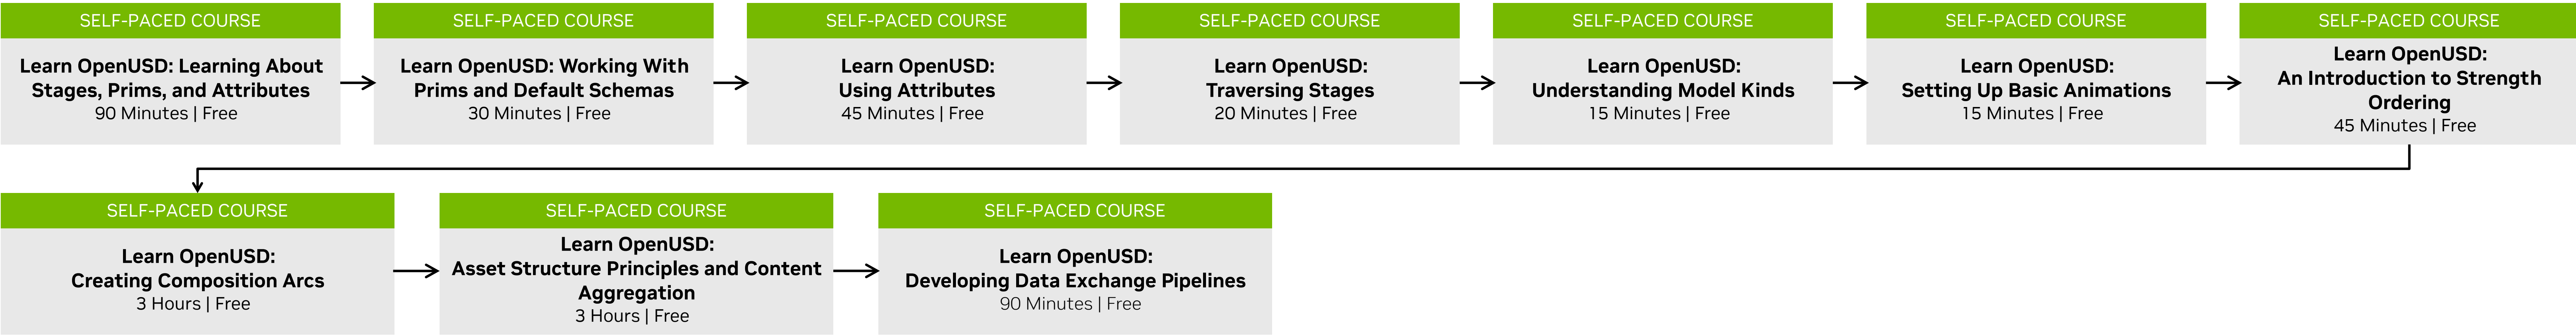 SELF-PACED COURSE
Learn OpenUSD: Learning About
Stages, Prims, and Attributes
90 Minutes | Free
SELF-PACED COURSE
Learn OpenUSD: Working With
Prims and Default Schemas
30 Minutes | Free
SELF-PACED COURSE
Learn OpenUSD:
Using Attributes
45 Minutes | Free
SELF-PACED COURSE
Learn OpenUSD:
Traversing Stages
20 Minutes | Free
SELF-PACED COURSE
Learn OpenUSD:
Understanding Model Kinds
15 Minutes | Free
SELF-PACED COURSE
Learn OpenUSD:
Setting Up Basic Animations
15 Minutes | Free
SELF-PACED COURSE
Learn OpenUSD:
An Introduction to Strength
Ordering
45 Minutes | Free
SELF-PACED COURSE
Learn OpenUSD:
Creating Composition Arcs
3 Hours | Free
SELF-PACED COURSE
Learn OpenUSD:
Asset Structure Principles and Content
Aggregation
3 Hours | Free
SELF-PACED COURSE
Learn OpenUSD:
Developing Data Exchange Pipelines
90 Minutes | Free